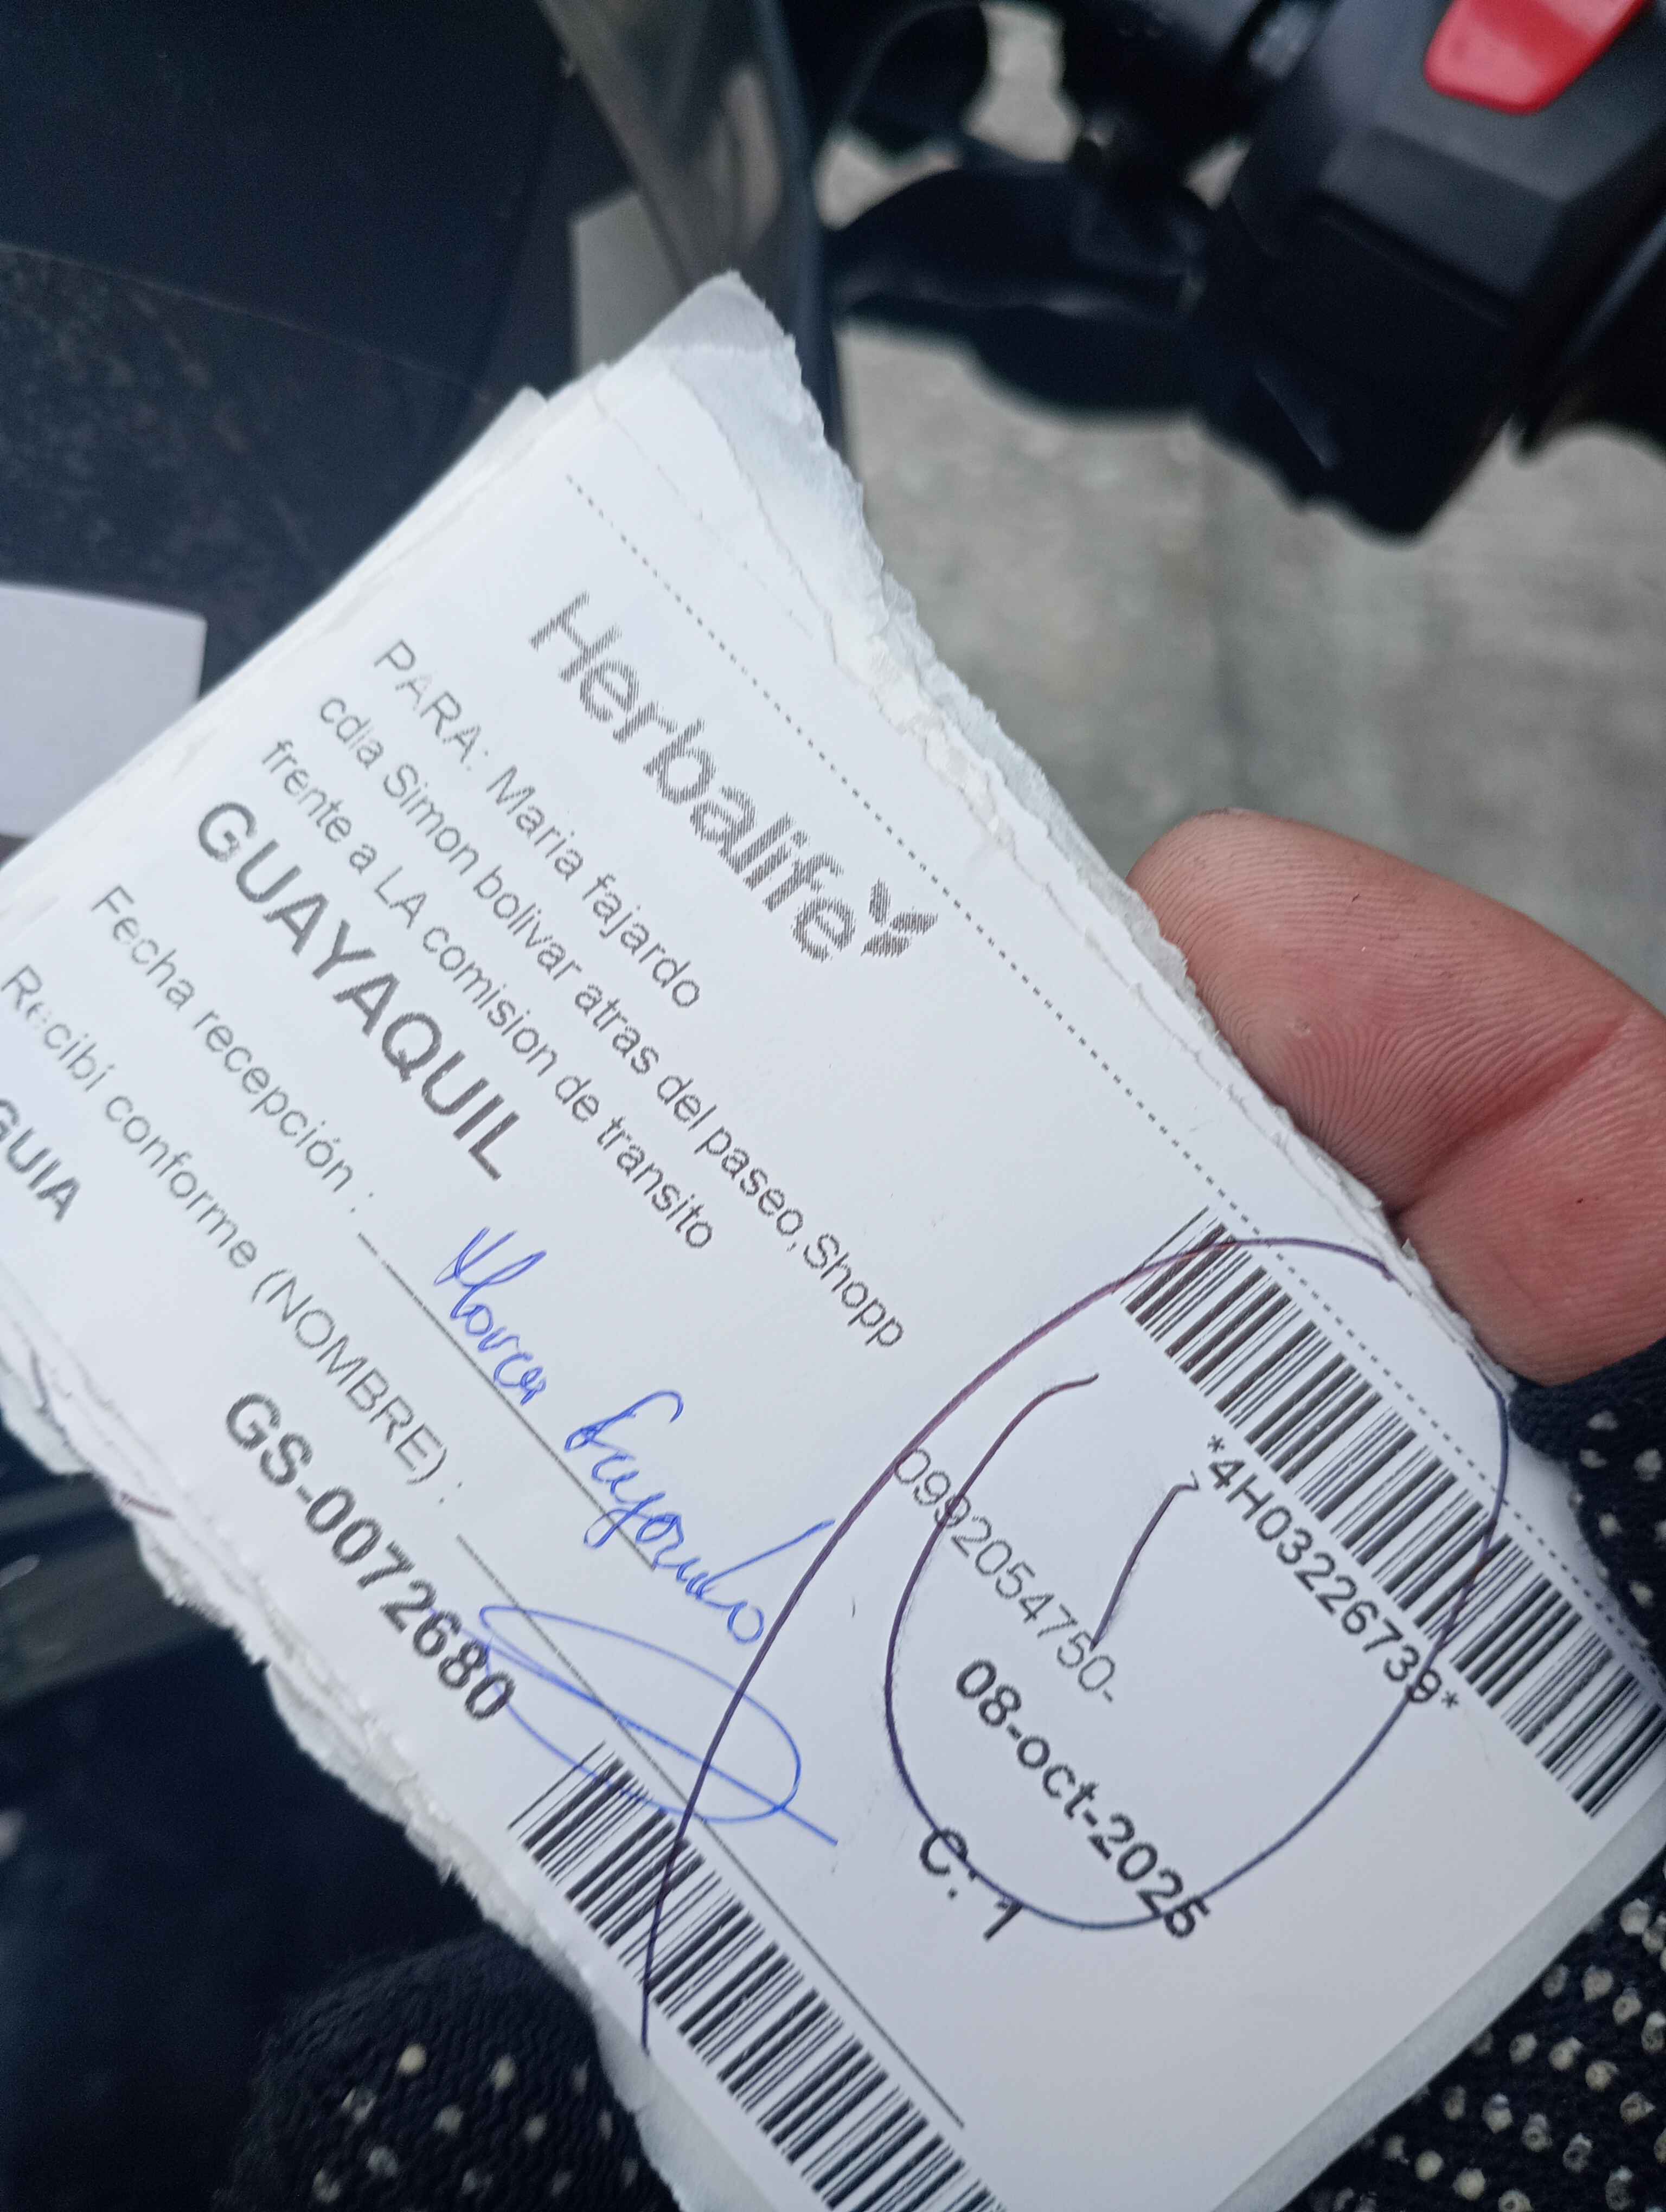 Herbalife
*4H03226739*
PARA: Maria fajardo
cdla Simon bolivar atras del paseo,Shopp
0992054750-
frente a LA comision de transito
08-oct-2025
GUAYAQUIL
C: 1
Fecha recepción :
Recibí conforme (NOMBRE) :
GUIA
GS-0072680